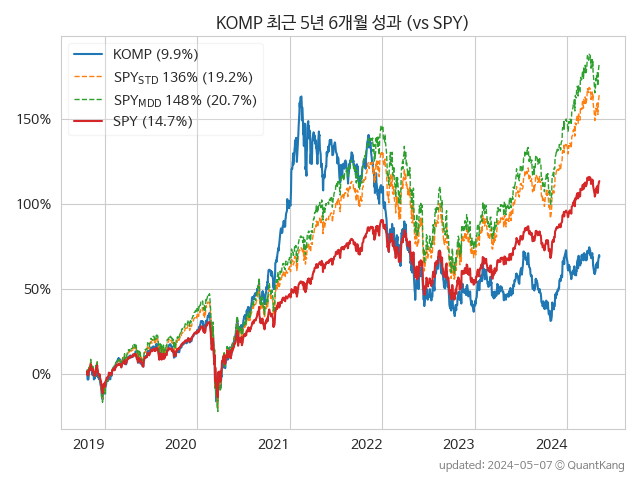 KOMP 최근 5년 6개월 성과 (vs SPY)
KOMP (9.9%)
SPY_STD 136% (19.2%)
SPY_MDD 148% (20.7%)
SPY (14.7%)
150%
100%
50%
0%
2019 2020 2021 2022 2023 2024
updated: 2024-05-07 © QuantKang